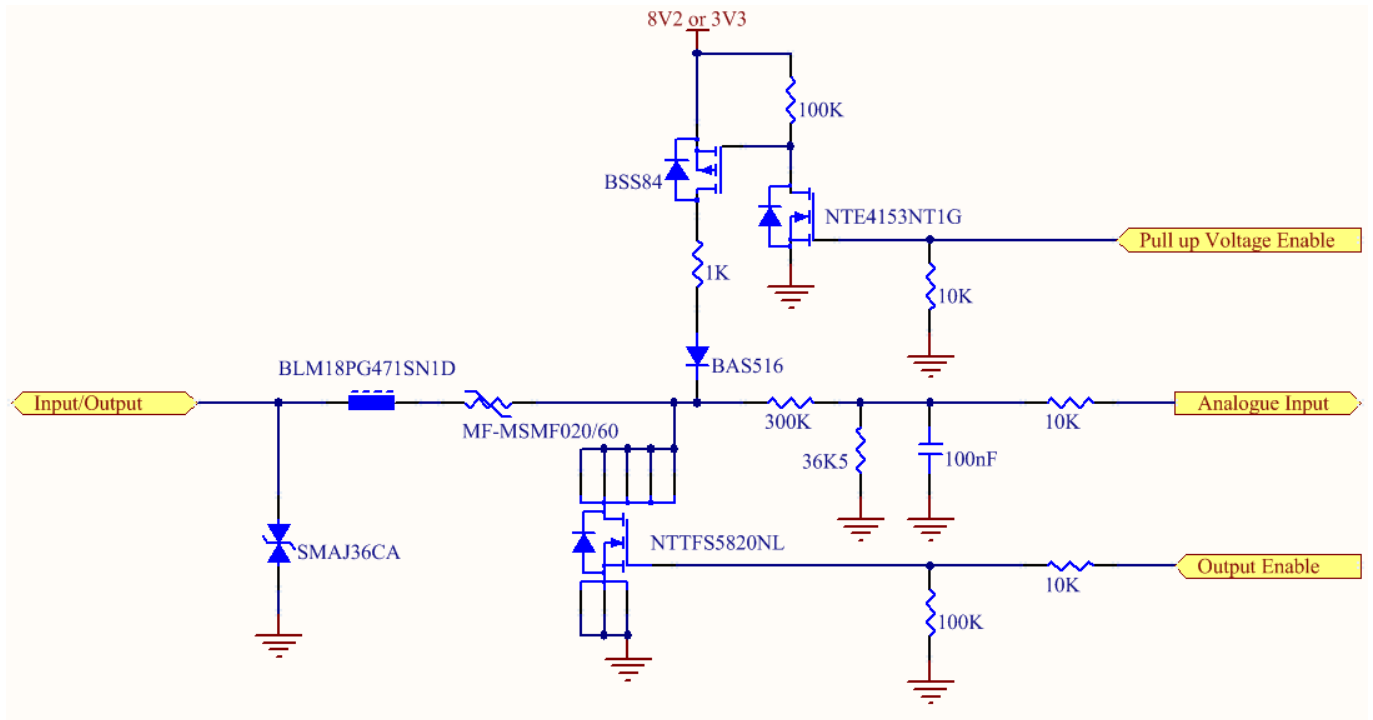 8V2 or 3V3
100K
BSS84
NTE4153NT1G
Pull up Voltage Enable
1K
10K
BLM18PG471SN1D
BAS516
Input/Output
MF-MSMF020/60
300K
10K
Analogue Input
36K5
100nF
SMAJ36CA
NTTFS5820NL
10K
Output Enable
100K